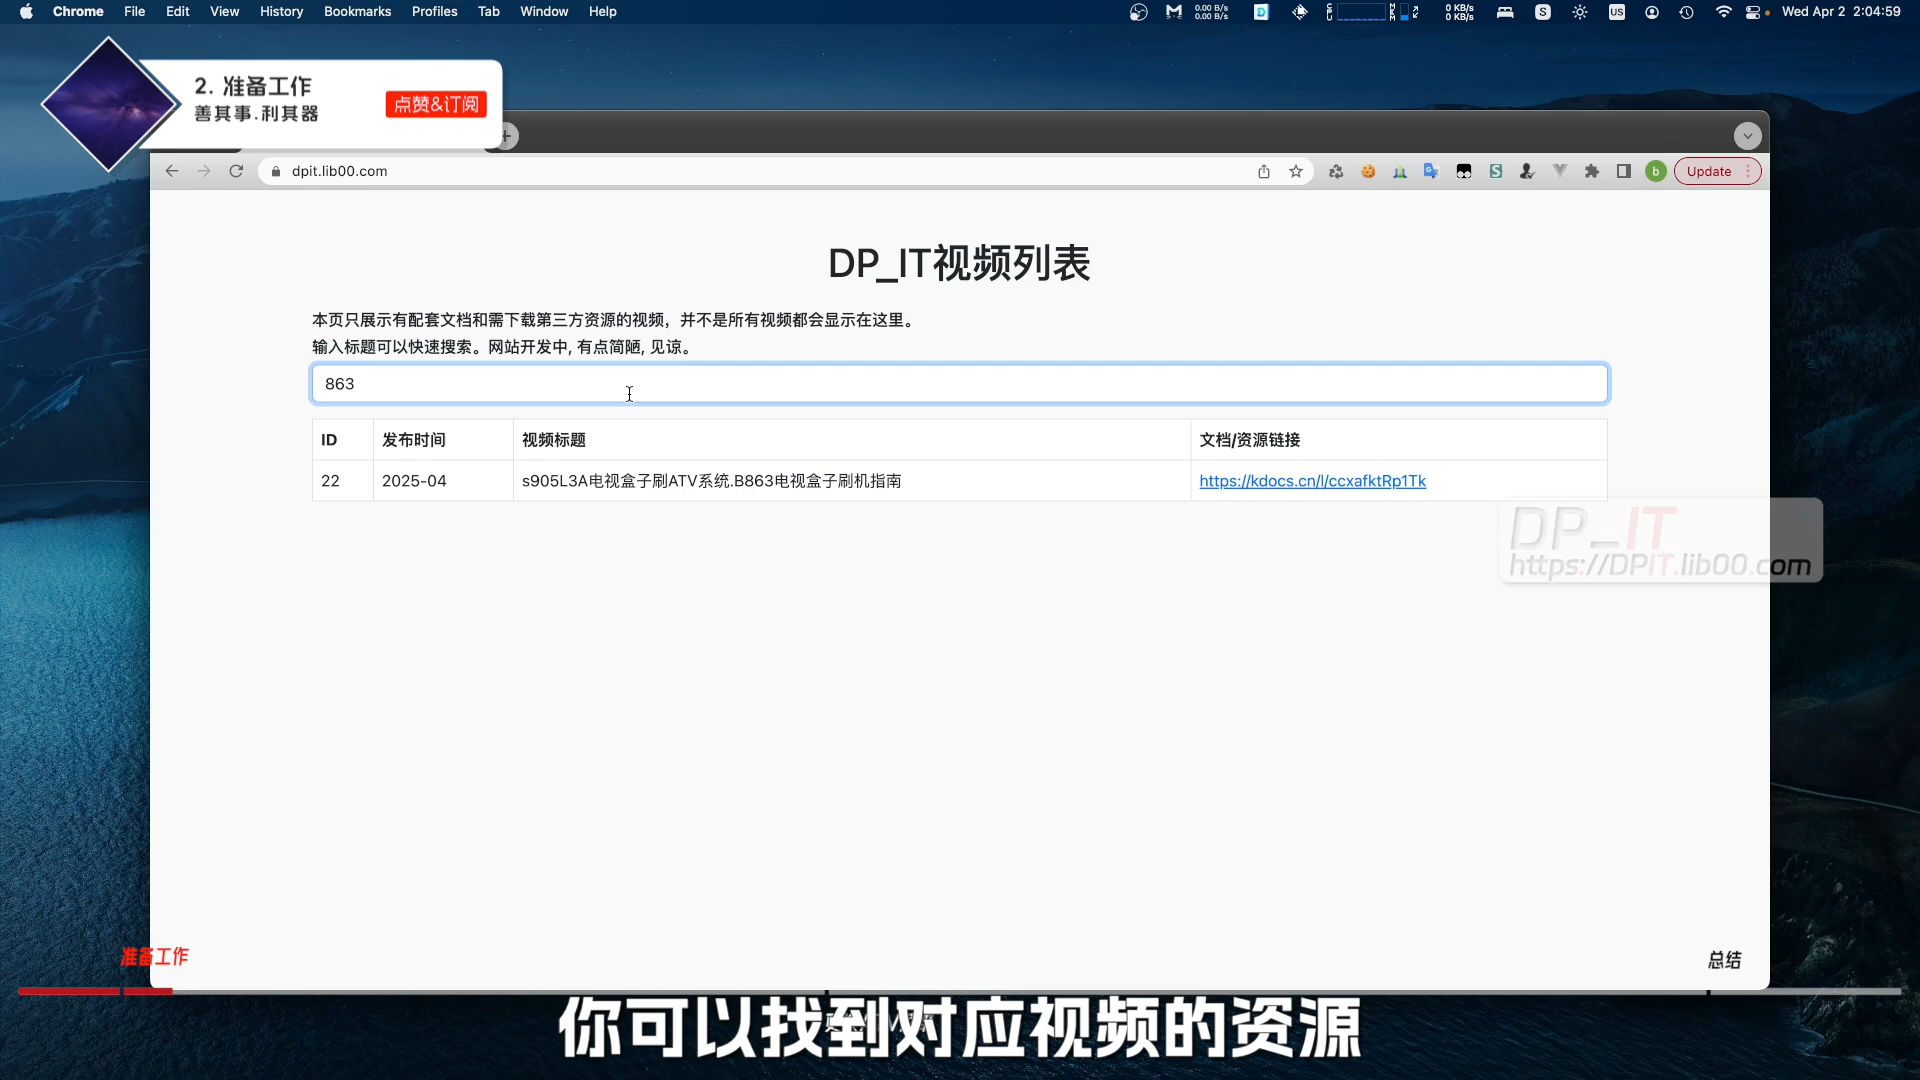 Chrome File Edit View History Bookmarks Profiles Tab Window Help
0.00 B/s
0.00 B/s
0 KB/s
0 KB/s
US
Wed Apr 2 2:04:59
2. 准备工作
善其事.利其器
点赞&订阅
dpit.lib00.com
b
Update
DP_IT视频列表
本页只展示有配套文档和需下载第三方资源的视频，并不是所有视频都会显示在这里。
输入标题可以快速搜索。网站开发中, 有点简陋, 见谅。
863
ID 发布时间 视频标题 文档/资源链接
22 2025-04 s905L3A电视盒子刷ATV系统.B863电视盒子刷机指南 https://kdocs.cn/l/ccxafktRp1Tk
DP_IT
https://DPIT.lib00.com
准备工作
总结
你可以找到对应视频的资源